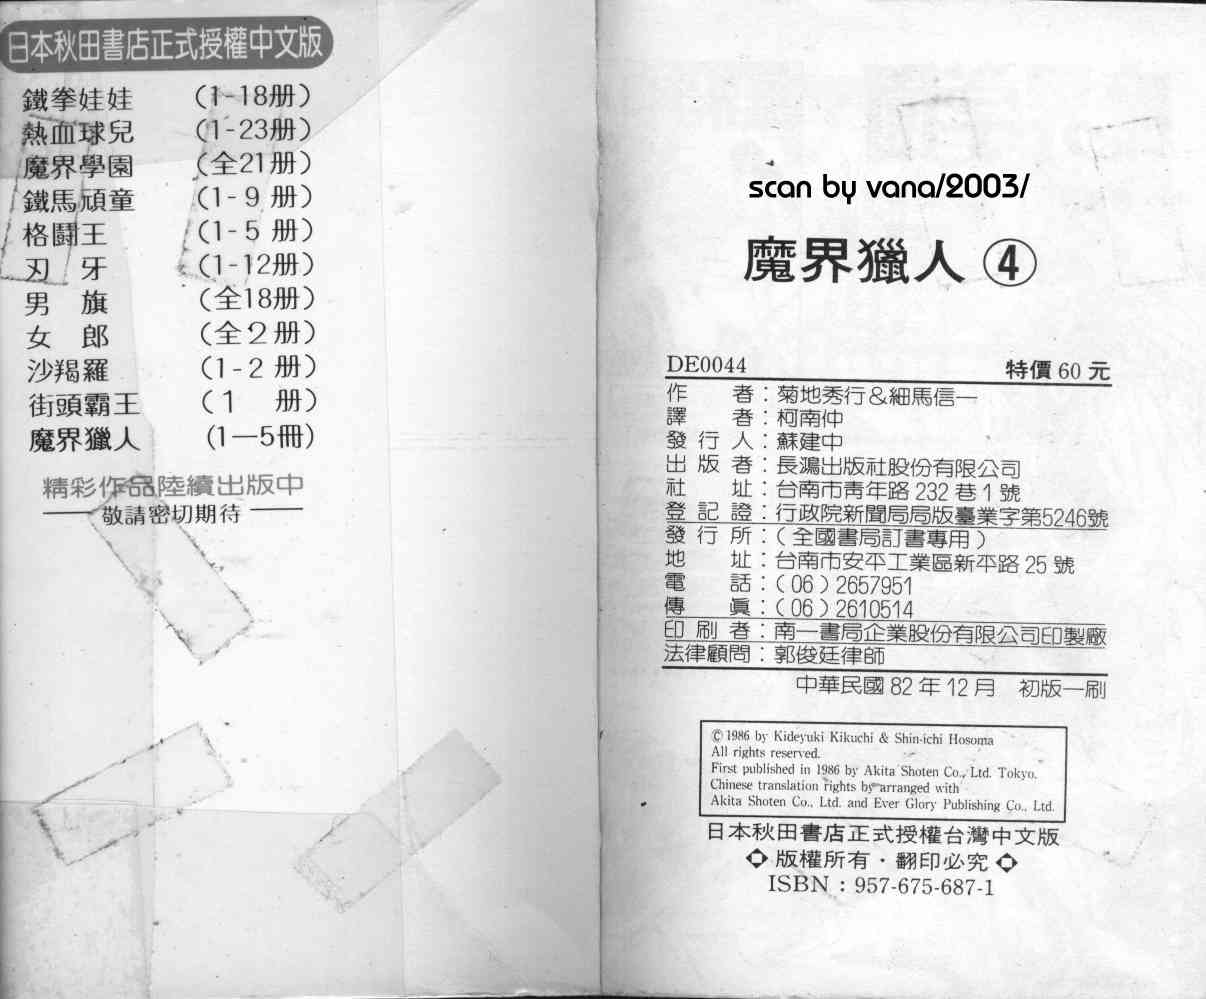 日本秋田書店正式授權中文版
鐵拳娃娃 (1-18册)
熱血球兒 (1-23册)
魔界學園 (全21册)
鐵馬頑童 (1-9册)
格鬪王 (1-5册)
刃牙 (1-12册)
男旗 (全18册)
女郎 (全2册)
沙羯羅 (1-2册)
街頭霸王 (1册)
魔界獵人 (1—5冊)
精彩作品陸續出版中
敬請密切期待
scan by vana/2003/
魔界獵人④
DE0044 特價60元
作者：菊地秀行&細馬信一
譯者：柯南仲
發行人：蘇建中
出版者：長鴻出版社股份有限公司
社址：台南市靑年路232巷1號
登記證：行政院新聞局局版臺業字第5246號
發行所：(全國書局訂書專用)
地址：台南市安平工業區新平路25號
電話：(06)2657951
傳眞：(06)2610514
印刷者：南一書局企業股份有限公司印製廠
法律顧問：郭俊廷律師
中華民國82年12月 初版一刷
© 1986 by Kideyuki Kikuchi & Shin-ichi Hosoma
All rights reserved.
First published in 1986 by Akita Shoten Co., Ltd. Tokyo.
Chinese translation rights by arranged with
Akita Shoten Co., Ltd. and Ever Glory Publishing Co., Ltd.
日本秋田書店正式授權台灣中文版
版權所有・翻印必究
ISBN：957-675-687-1